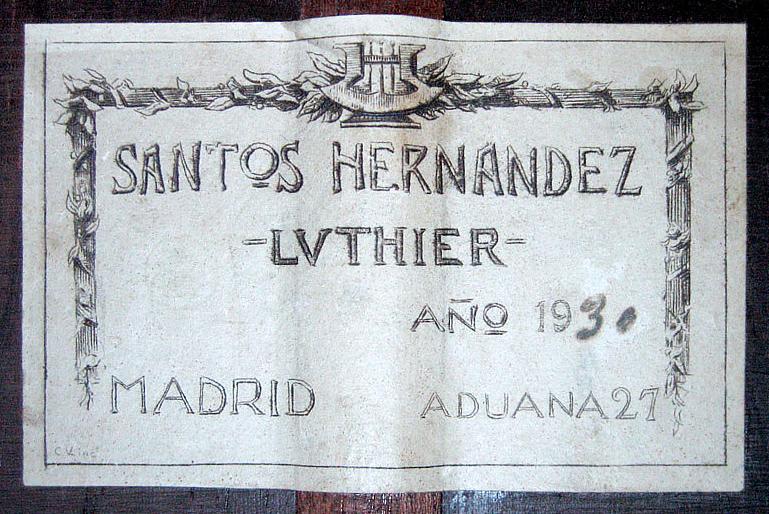 SANTOS HERNANDEZ
-LVTHIER-
AÑO 1930
MADRID ADUANA 27